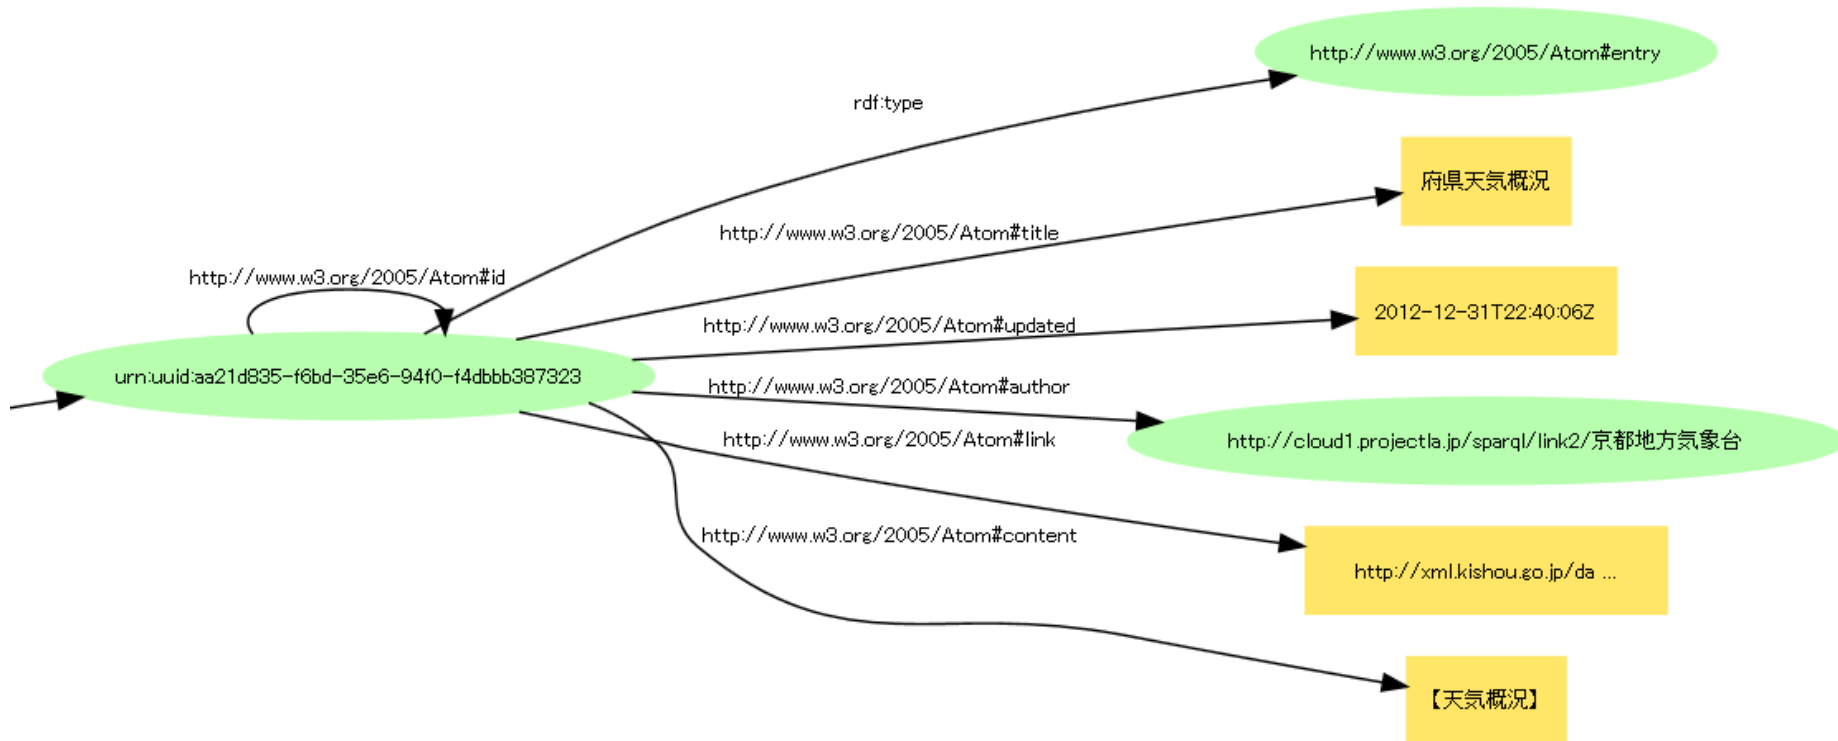 http://www.w3.org/2005/Atom#entry
rdf:type
府県天気概況
http://www.w3.org/2005/Atom#title
http://www.w3.org/2005/Atom#id
2012-12-31T22:40:06Z
http://www.w3.org/2005/Atom#updated
urn:uuid:aa21d835-f6bd-35e6-94f0-f4dbbb387323
http://www.w3.org/2005/Atom#author
http://cloud1.projectla.jp/sparql/link2/京都地方気象台
http://www.w3.org/2005/Atom#link
http://www.w3.org/2005/Atom#content
http://xml.kishou.go.jp/da ...
【天気概況】